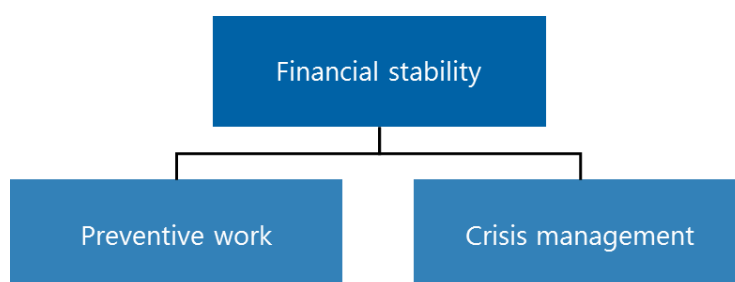 Financial stability
Preventive work
Crisis management